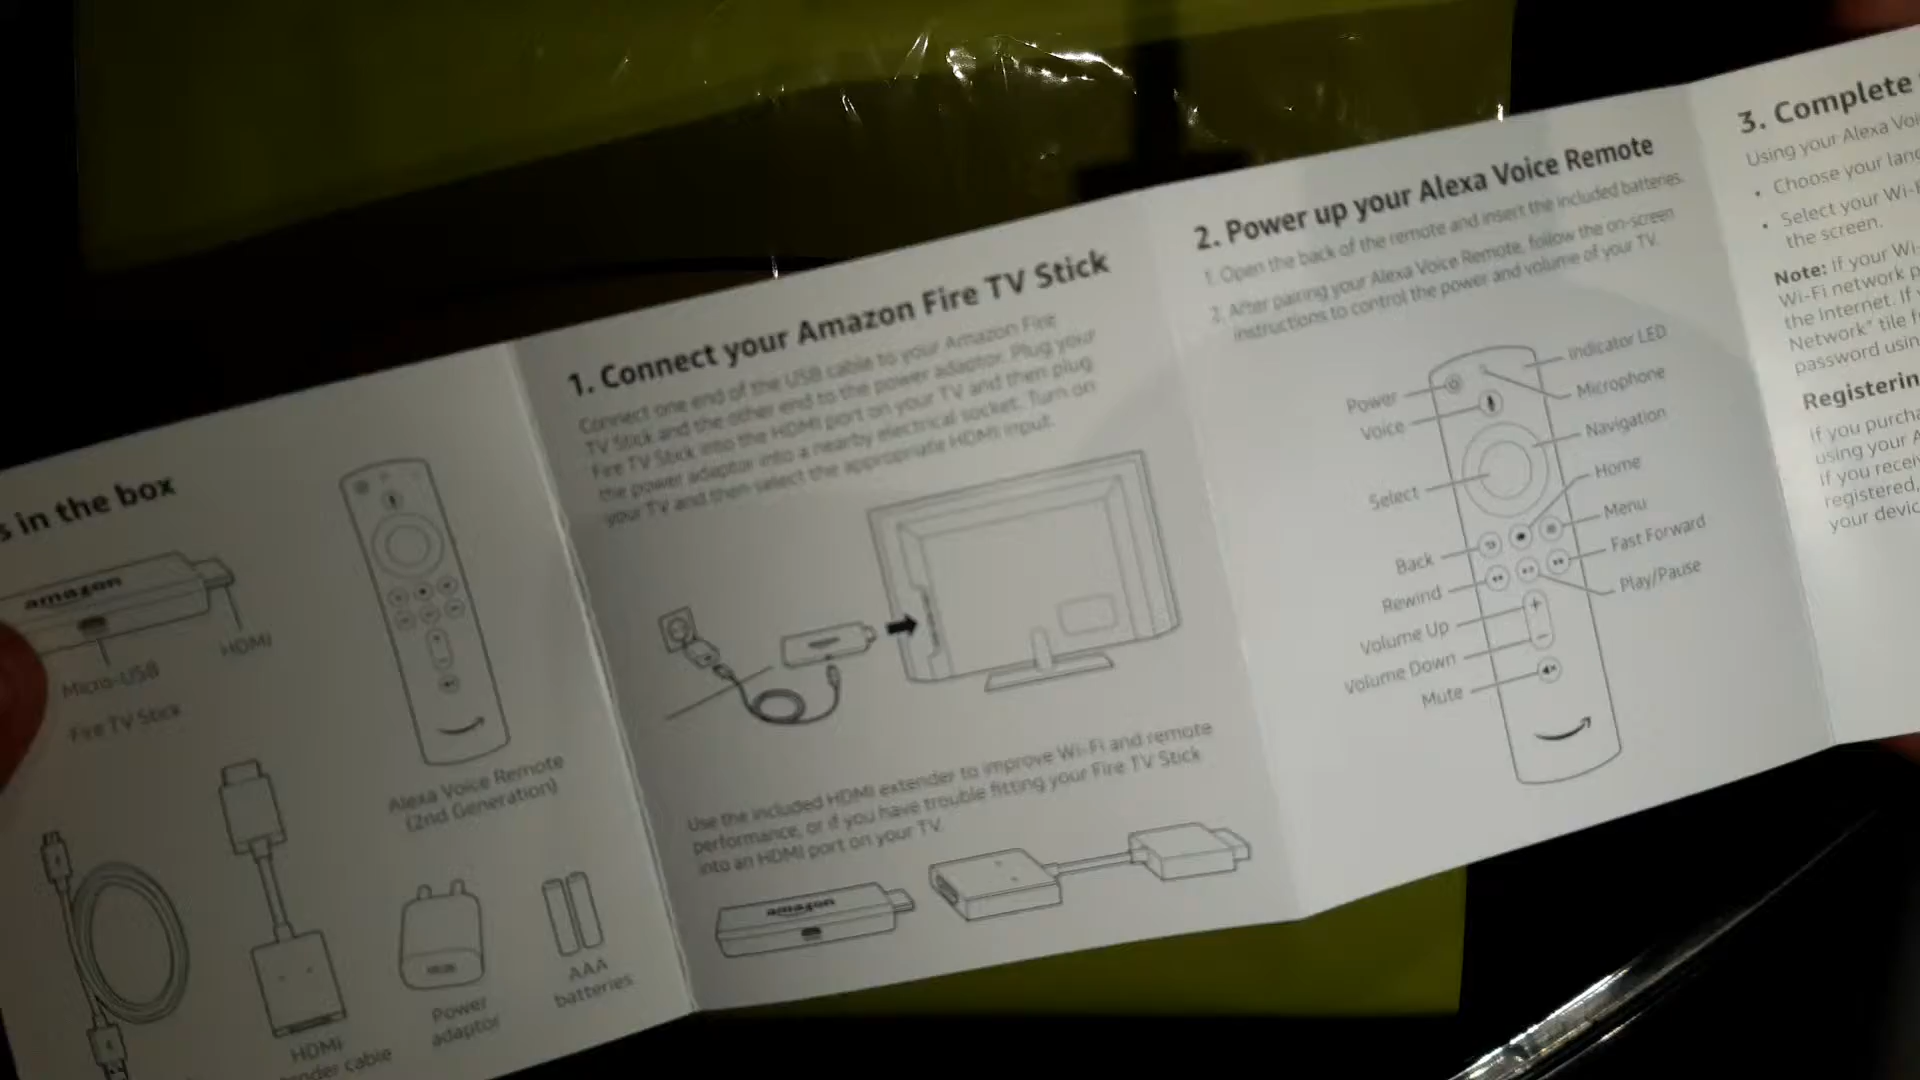 s in the box
amazon
HDMI
Micro-USB
Fire TV Stick
Alexa Voice Remote
(2nd Generation)
HDMI
nder cable
Power
adaptor
AAA
batteries
1. Connect your Amazon Fire TV Stick
Connect one end of the USB cable to your Amazon Fire
TV Stick and the other end to the power adaptor. Plug your
Fire TV Stick into the HDMI port on your TV and then plug
the power adaptor into a nearby electrical socket. Turn on
your TV and then select the appropriate HDMI input.
Use the included HDMI extender to improve Wi-Fi and remote
performance, or if you have trouble fitting your Fire TV Stick
into an HDMI port on your TV.
amazon
2. Power up your Alexa Voice Remote
1. Open the back of the remote and insert the included batteries.
2. After pairing your Alexa Voice Remote, follow the on-screen
instructions to control the power and volume of your TV.
Power
Voice
Select
Back
Rewind
Volume Up
Volume Down
Mute
Indicator LED
Microphone
Navigation
Home
Menu
Fast Forward
Play/Pause
3. Complete
Using your Alexa Voi
• Choose your lang
• Select your Wi-F
the screen.
Note: If your Wi-
Wi-Fi network p
the Internet. If
Network" tile f
password usin
Registerin
If you purcha
using your A
If you recei
registered,
your devic